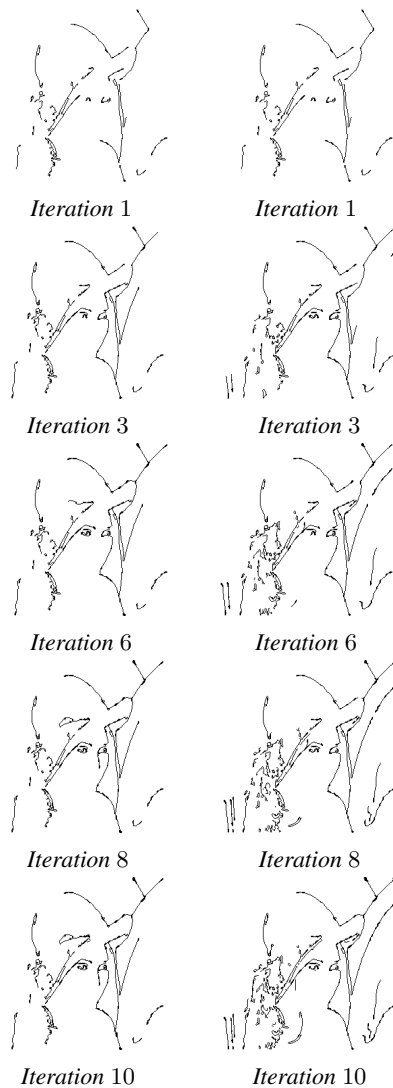 Iteration 1 Iteration 1
Iteration 3 Iteration 3
Iteration 6 Iteration 6
Iteration 8 Iteration 8
Iteration 10 Iteration 10